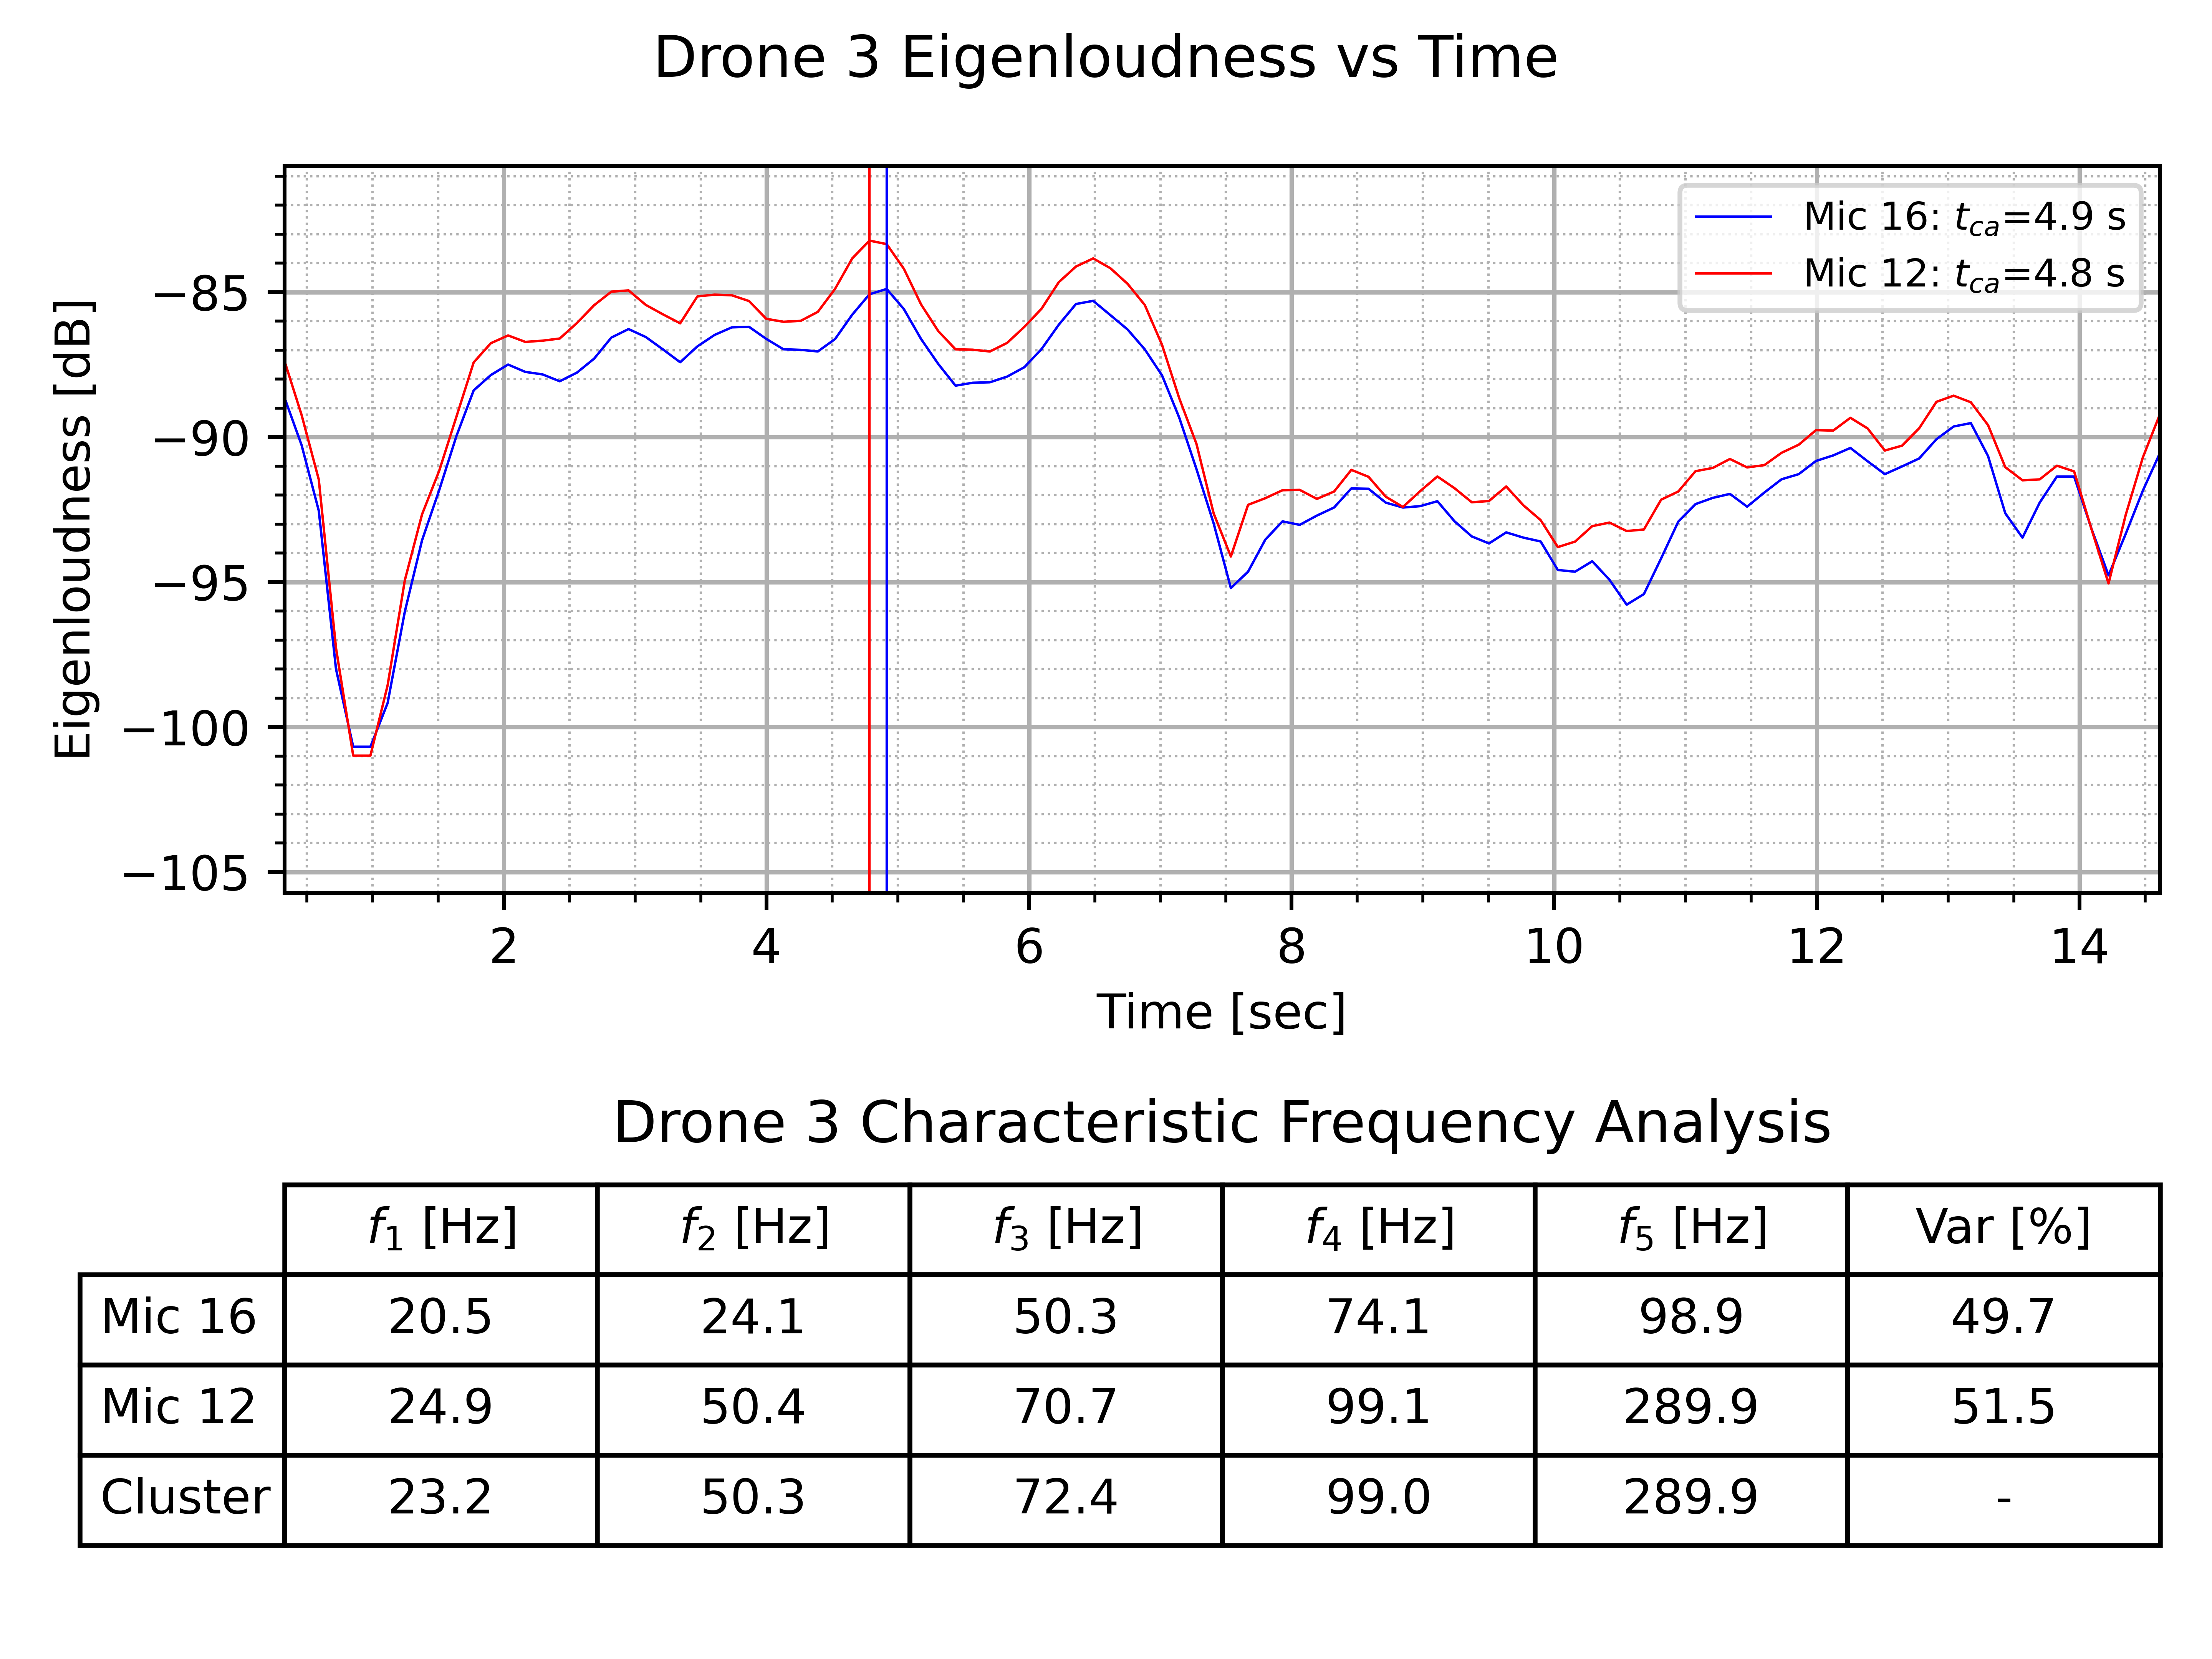 Drone 3 Eigenloudness vs Time
Eigenloudness [dB]
−85
−90
−95
−100
−105
Mic 16: t_ca=4.9 s
Mic 12: t_ca=4.8 s
2 4 6 8 10 12 14
Time [sec]
Drone 3 Characteristic Frequency Analysis
f₁ [Hz] f₂ [Hz] f₃ [Hz] f₄ [Hz] f₅ [Hz] Var [%]
Mic 16 20.5 24.1 50.3 74.1 98.9 49.7
Mic 12 24.9 50.4 70.7 99.1 289.9 51.5
Cluster 23.2 50.3 72.4 99.0 289.9 -